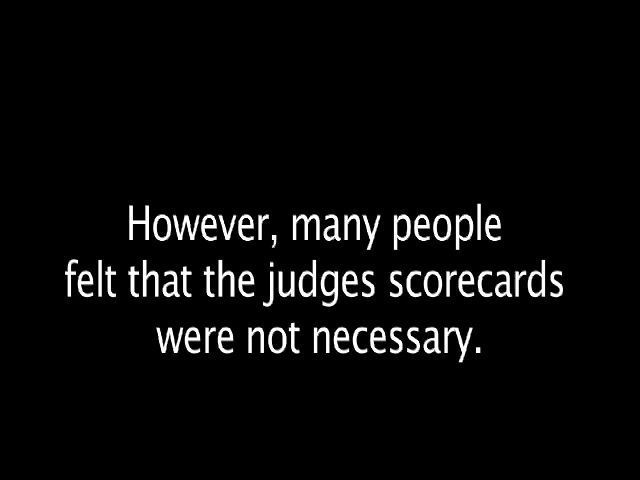 However, many people
felt that the judges scorecards
were not necessary.